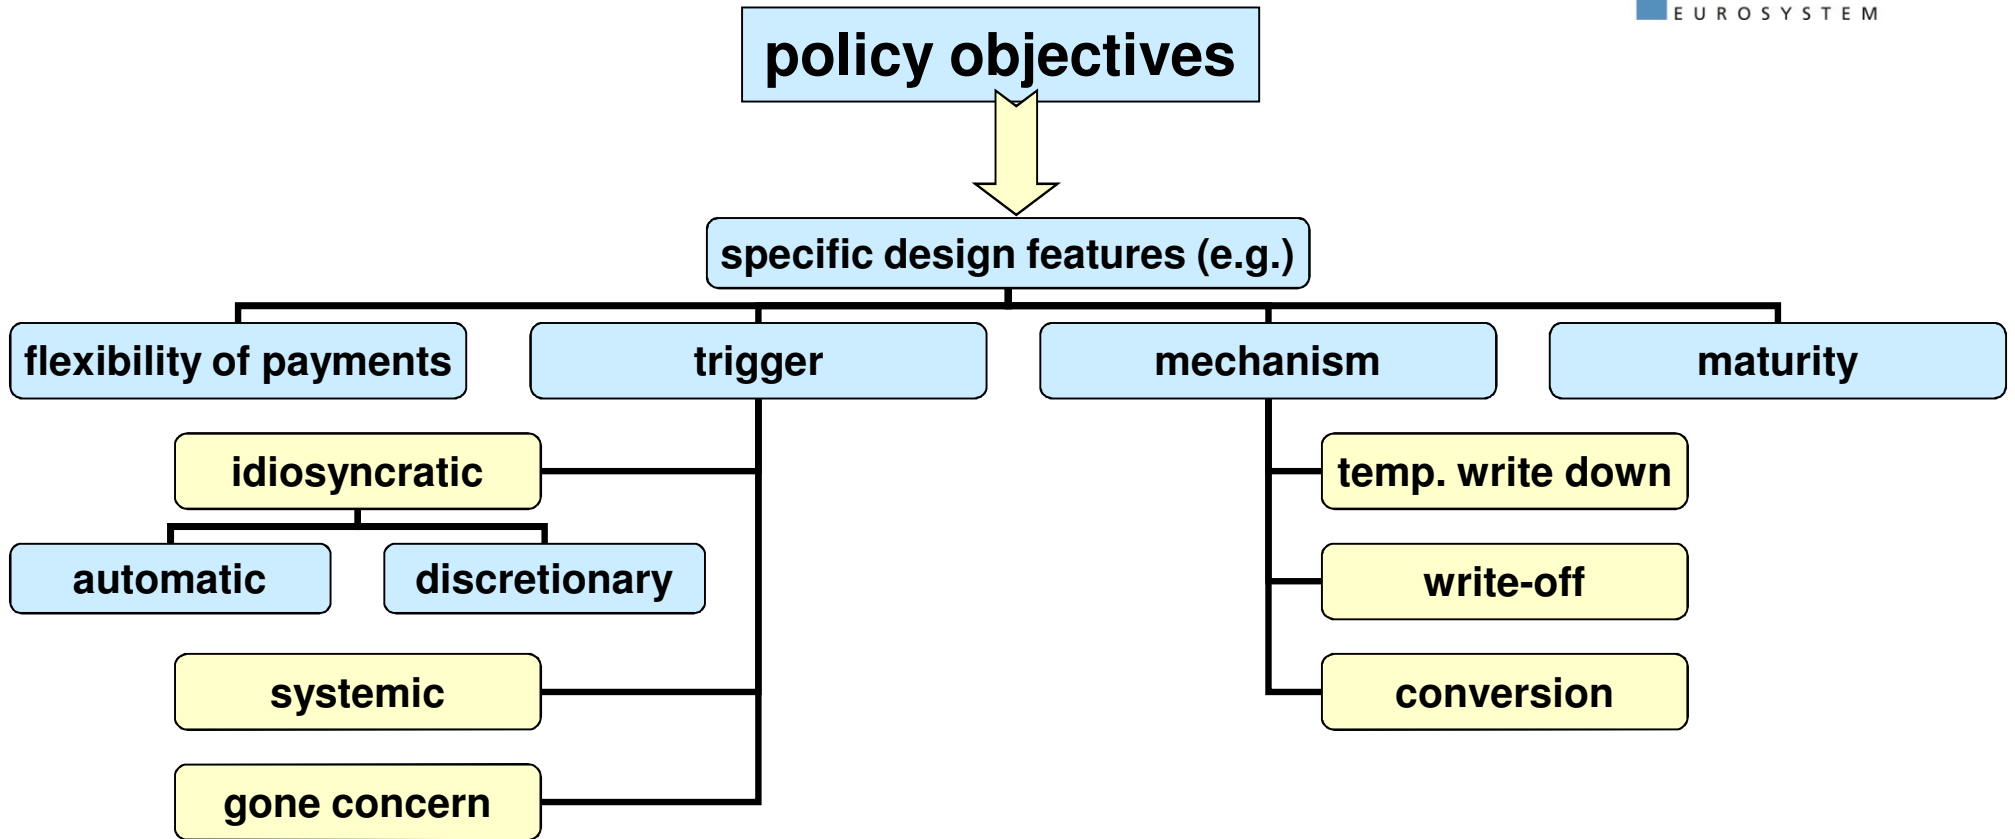 EUROSYSTEM
policy objectives
specific design features (e.g.)
flexibility of payments
trigger
mechanism
maturity
idiosyncratic
temp. write down
automatic
discretionary
write-off
systemic
conversion
gone concern